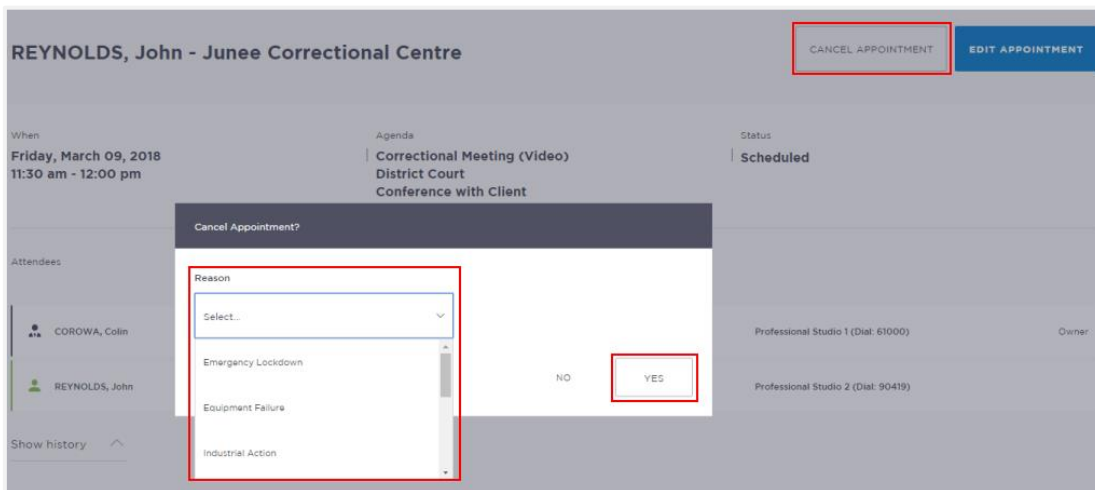 REYNOLDS, John - Junee Correctional Centre
CANCEL APPOINTMENT
EDIT APPOINTMENT
When
Friday, March 09, 2018
11:30 am - 12:00 pm
Agenda
Correctional Meeting (Video)
District Court
Conference with Client
Status
Scheduled
Cancel Appointment?
Attendees
Reason
Select...
Emergency Lockdown
Equipment Failure
Industrial Action
NO
YES
COROWA, Colin
Professional Studio 1 (Dial: 61000)
Owner
REYNOLDS, John
Professional Studio 2 (Dial: 90419)
Show history